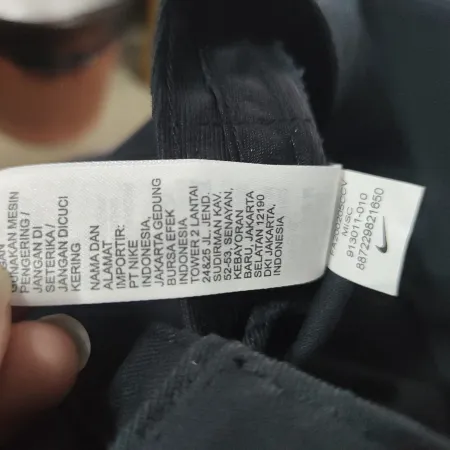 GUNAKAN MESIN
PENGERING /
JANGAN DI
SETERIKA /
JANGAN DICUCI
KERING
NAMA DAN
ALAMAT
IMPORTIR:
PT NIKE
INDONESIA,
JAKARTA GEDUNG
BURSA EFEK
TOWER 2, LANTAI
24&25 JL. JEND.
SUDIRMAN KAV.
52-53, SENAYAN,
KEBAYORAN
BARU, JAKARTA
SELATAN 12190
DKI JAKARTA,
INDONESIA
MISC
913011-010
887229821650